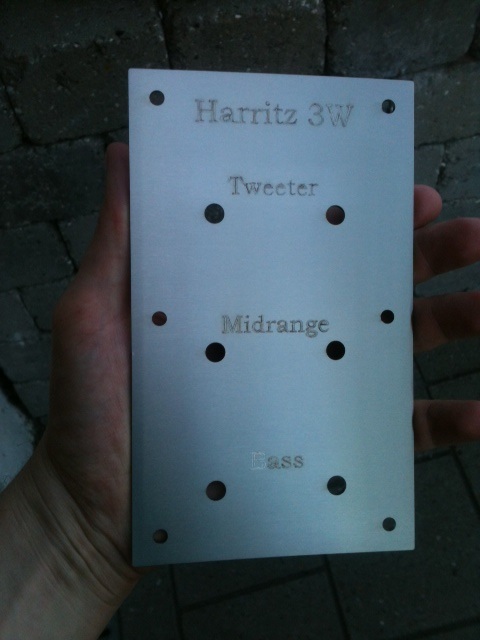 Harritz 3W
Tweeter
Midrange
Bass